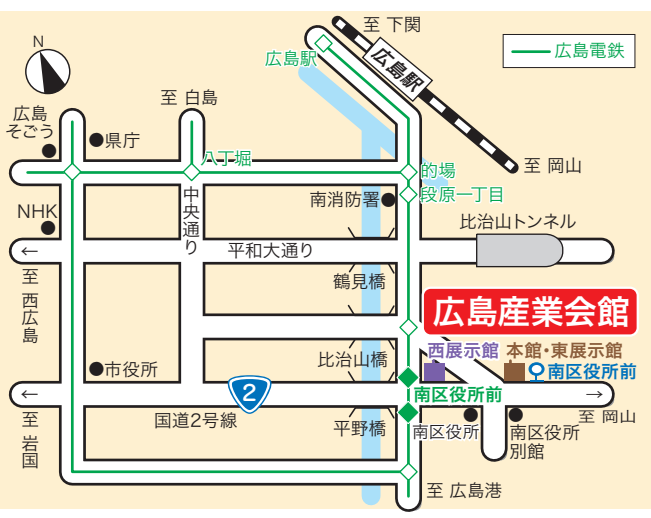 至 下関
N
広島駅
広島駅
広島電鉄
至 白島
広島
そごう
県庁
八丁堀
的場
至 岡山
中央通り
南消防署
段原一丁目
NHK
比治山トンネル
←
平和大通り
至 西広島
鶴見橋
広島産業会館
比治山橋
西展示館
本館・東展示館
市役所
南区役所前
←
2
南区役所前
→
至 岩国
国道2号線
平野橋
南区役所
南区役所
別館
至 岡山
至 広島港